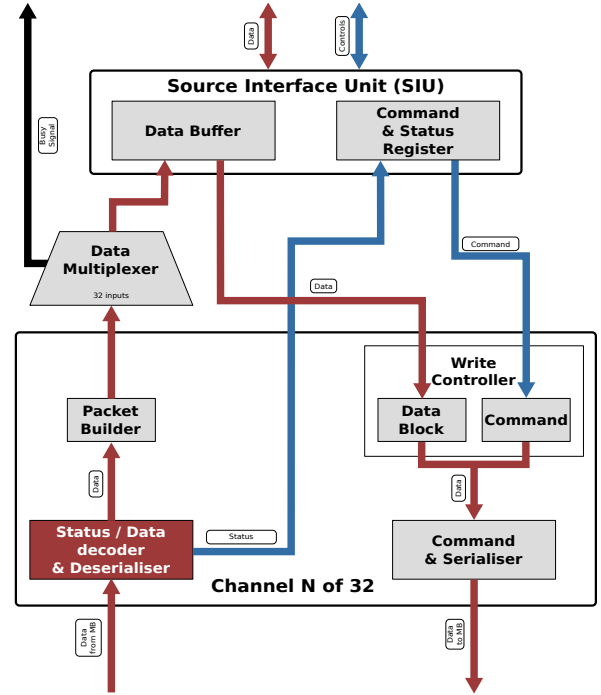 Data
Controls
Busy
Signal
Source Interface Unit (SIU)
Data Buffer
Command
& Status
Register
Command
Data
Multiplexer
32 inputs
Data
Write
Controller
Packet
Builder
Data
Block
Command
Data
Data
Status / Data
decoder
& Deserialiser
Status
Command
& Serialiser
Channel N of 32
Data
from MB
Data
to MB